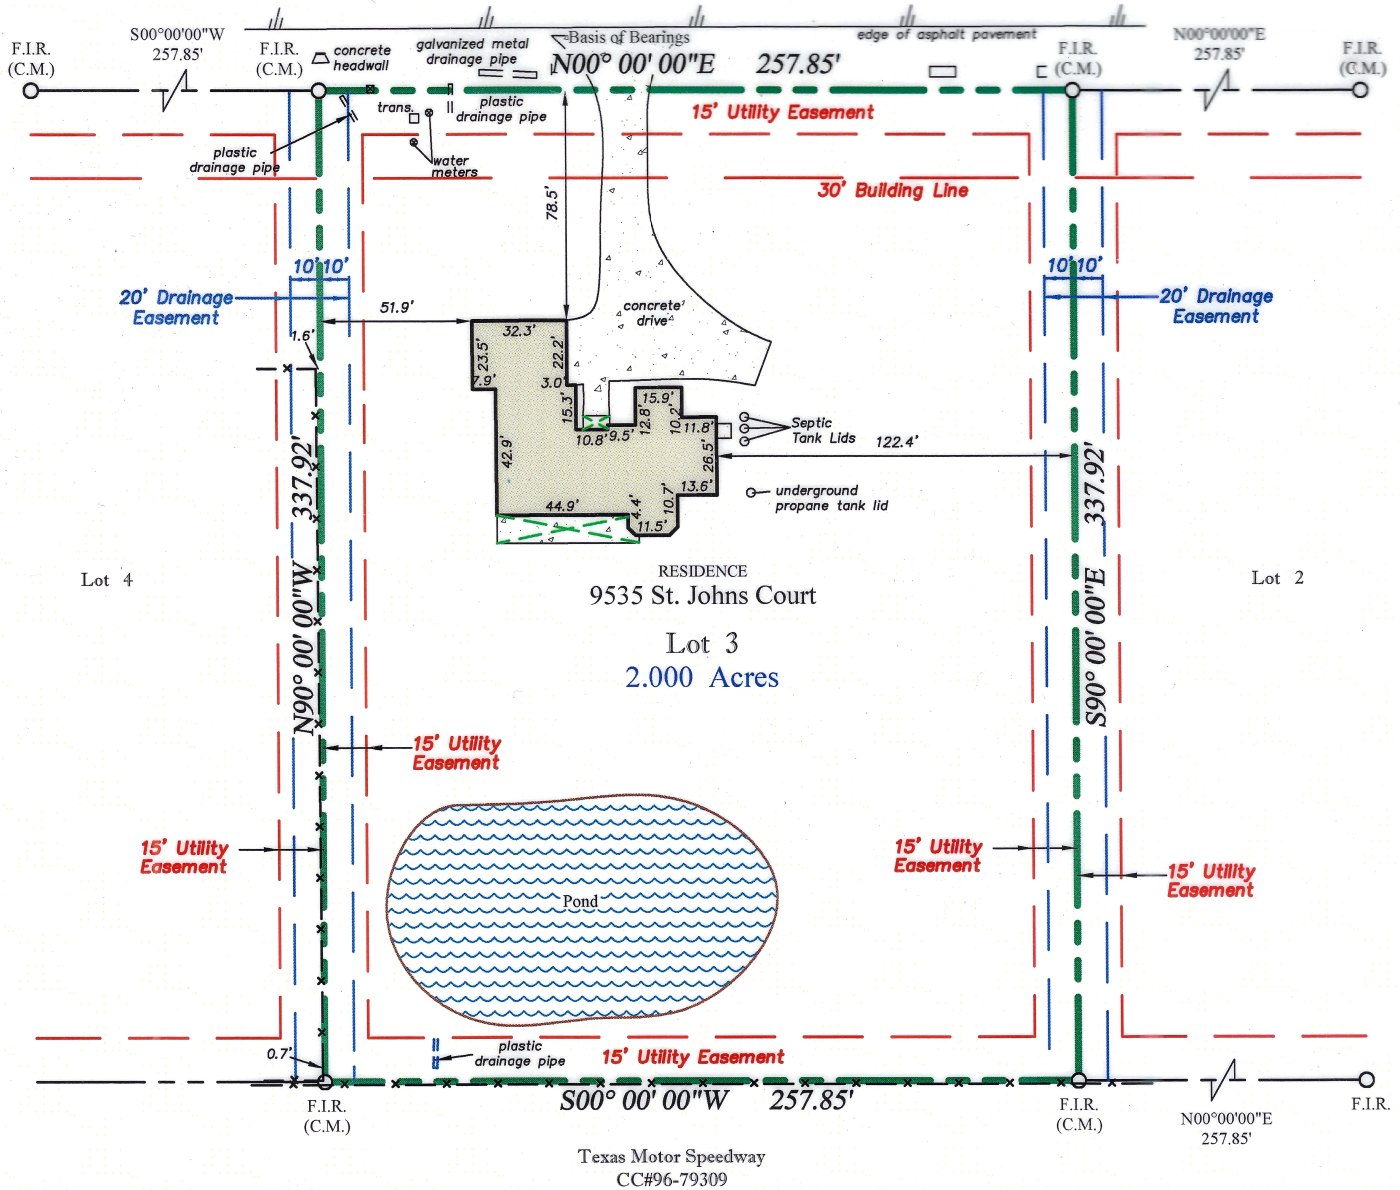 S00°00'00"W
257.85'
F.I.R.
(C.M.)
F.I.R.
(C.M.)
concrete
headwall
galvanized metal
drainage pipe
Basis of Bearings
N00° 00' 00"E 257.85'
edge of asphalt pavement
F.I.R.
(C.M.)
N00°00'00"E
257.85'
F.I.R.
(C.M.)
trans.
plastic
drainage pipe
15' Utility Easement
plastic
drainage pipe
water
meters
30' Building Line
78.5'
10' 10'
20' Drainage
Easement
51.9'
1.6'
concrete
drive
10' 10'
20' Drainage
Easement
32.3'
23.5'
22.2'
7.9'
3.0'
15.3'
15.9'
12.8'
10.2'
11.8'
10.8'
9.5'
42.9'
26.5'
13.6'
44.9'
4.4'
10.7'
11.5'
Septic
Tank Lids
122.4'
underground
propane tank lid
N90° 00' 00"W 337.92'
S90° 00' 00"E 337.92'
Lot 4
RESIDENCE
9535 St. Johns Court
Lot 3
2.000 Acres
Lot 2
15' Utility
Easement
15' Utility
Easement
15' Utility
Easement
15' Utility
Easement
Pond
0.7'
plastic
drainage pipe
15' Utility Easement
F.I.R.
(C.M.)
S00° 00' 00"W 257.85'
F.I.R.
(C.M.)
N00°00'00"E
257.85'
F.I.R.
Texas Motor Speedway
CC#96-79309